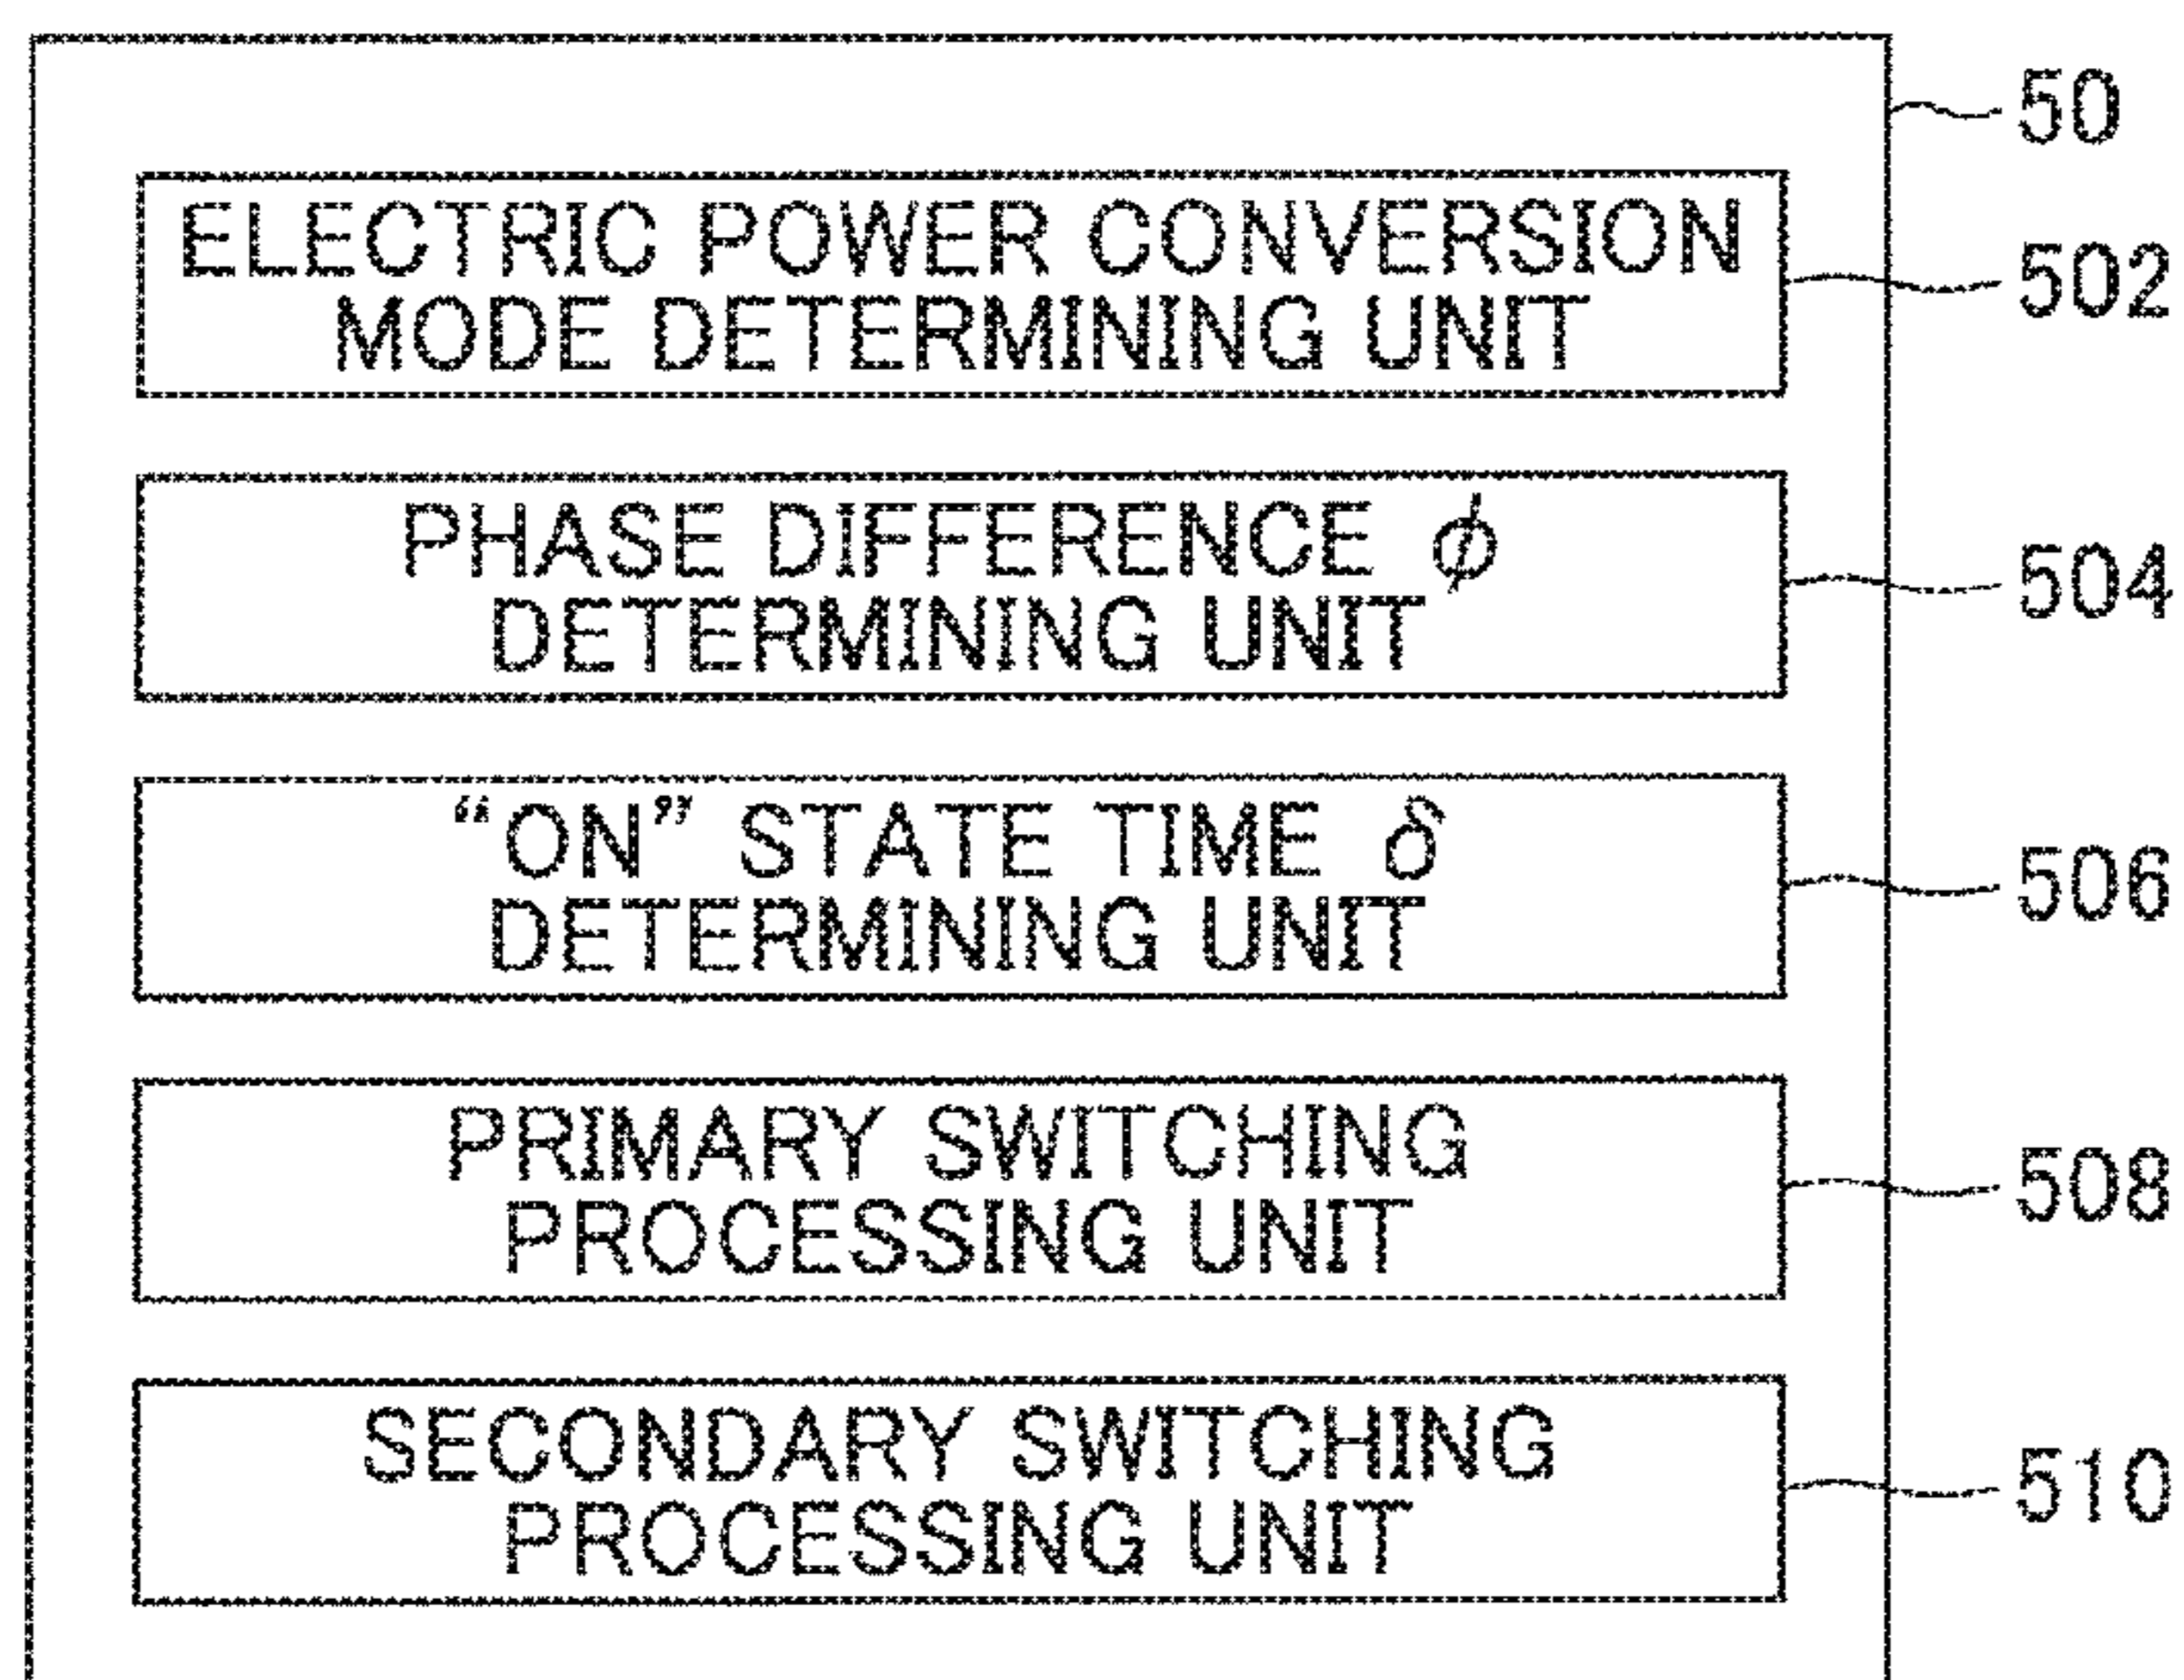 50
ELECTRIC POWER CONVERSION
MODE DETERMINING UNIT
502
PHASE DIFFERENCE ϕ
DETERMINING UNIT
504
“ON” STATE TIME δ
DETERMINING UNIT
506
PRIMARY SWITCHING
PROCESSING UNIT
508
SECONDARY SWITCHING
PROCESSING UNIT
510